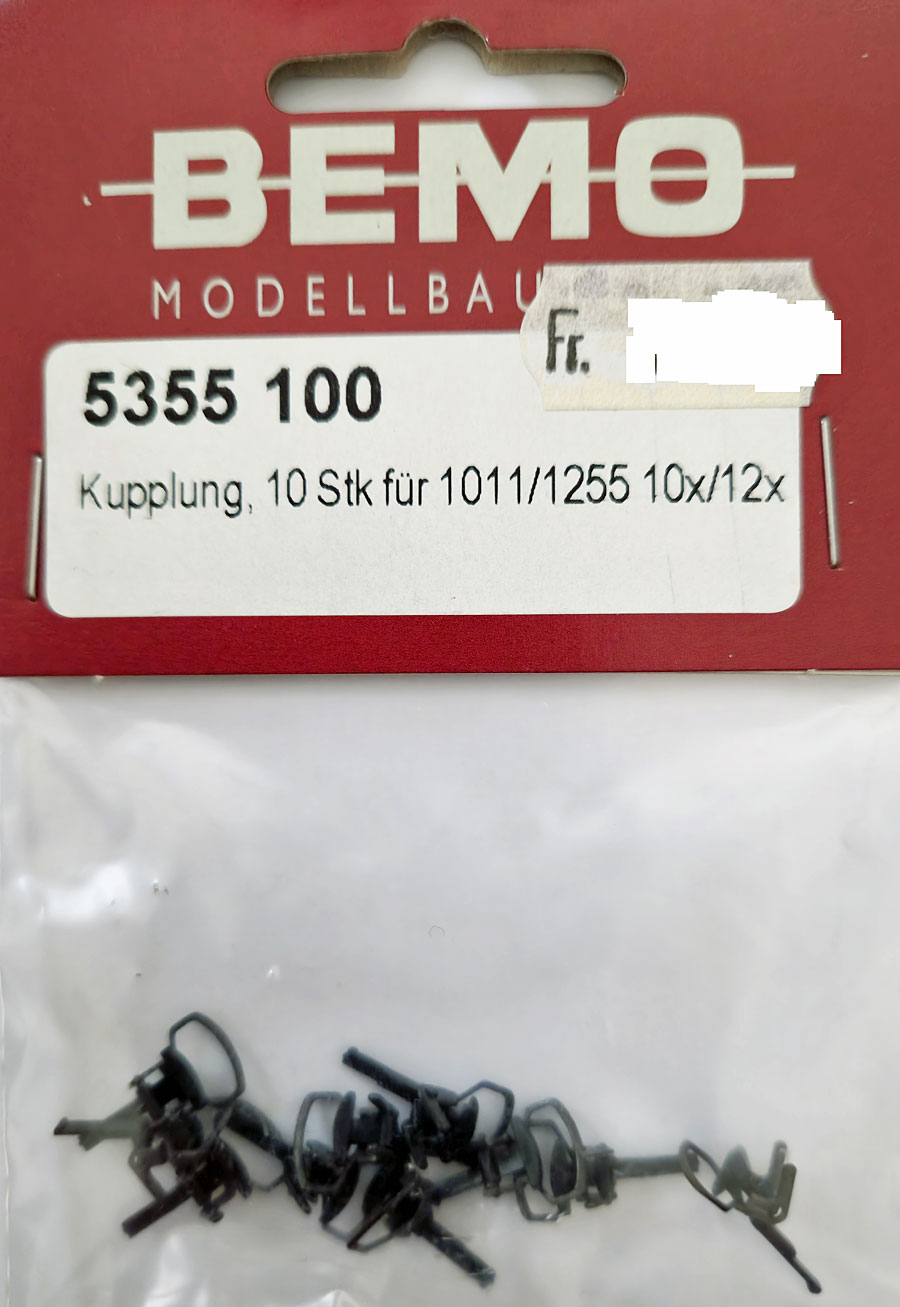 BEMO
MODELLBAU
Fr.
5355 100
Kupplung, 10 Stk für 1011/1255 10x/12x